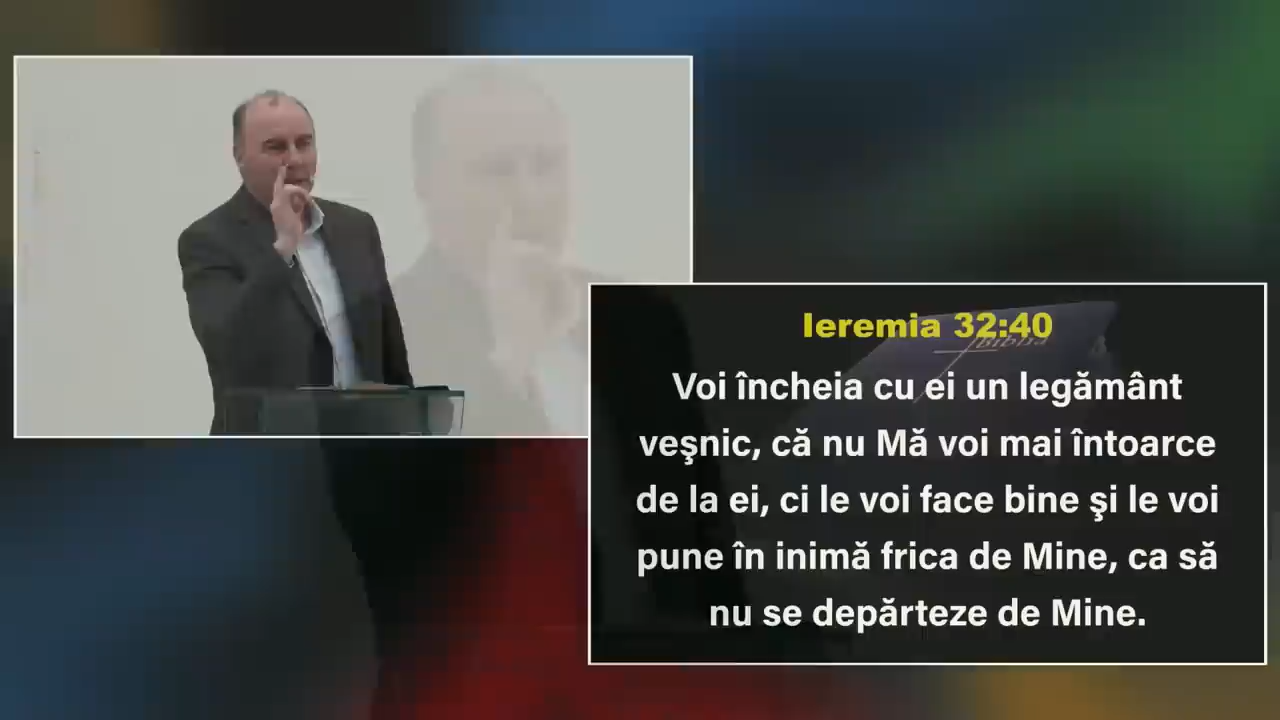 Ieremia 32:40
Biblia
Voi încheia cu ei un legământ
veşnic, că nu Mă voi mai întoarce
de la ei, ci le voi face bine şi le voi
pune în inimă frica de Mine, ca să
nu se depărteze de Mine.